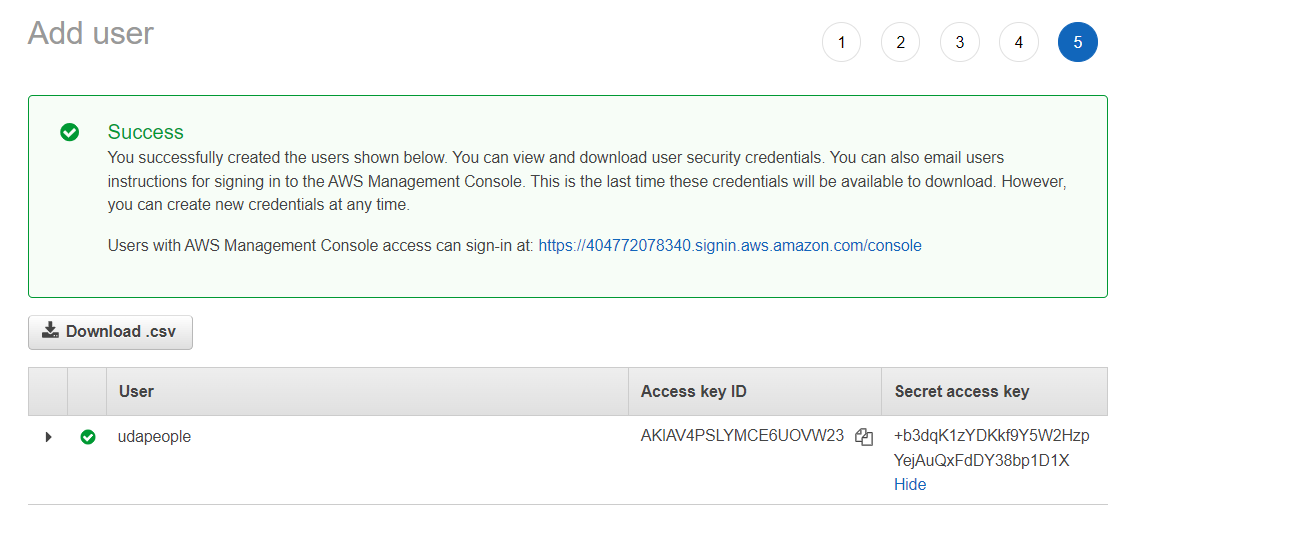 Add user
1 2 3 4 5
Success
You successfully created the users shown below. You can view and download user security credentials. You can also email users
instructions for signing in to the AWS Management Console. This is the last time these credentials will be available to download. However,
you can create new credentials at any time.
Users with AWS Management Console access can sign-in at: https://404772078340.signin.aws.amazon.com/console
Download .csv
User Access key ID Secret access key
udapeople AKIAV4PSLYMCE6UOVW23 +b3dqK1zYDKkf9Y5W2Hzp
YejAuQxFdDY38bp1D1X
Hide